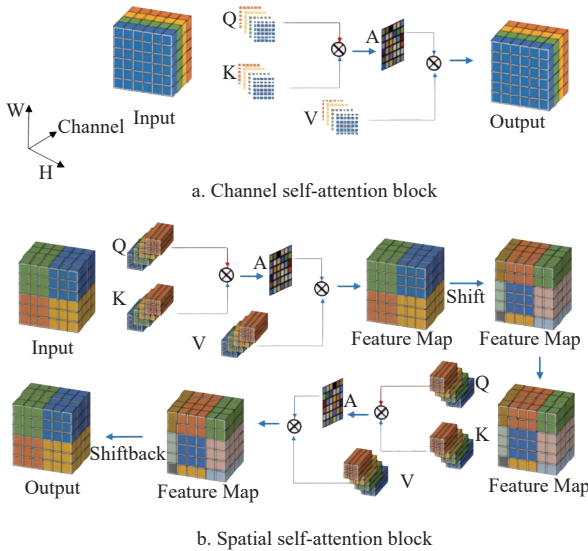 Q
A
K
V
W
Channel
H
Input
Output
a. Channel self-attention block
Q
A
K
V
Input
Feature Map
Shift
Feature Map
Q
A
K
V
Output
Shiftback
Feature Map
Feature Map
b. Spatial self-attention block